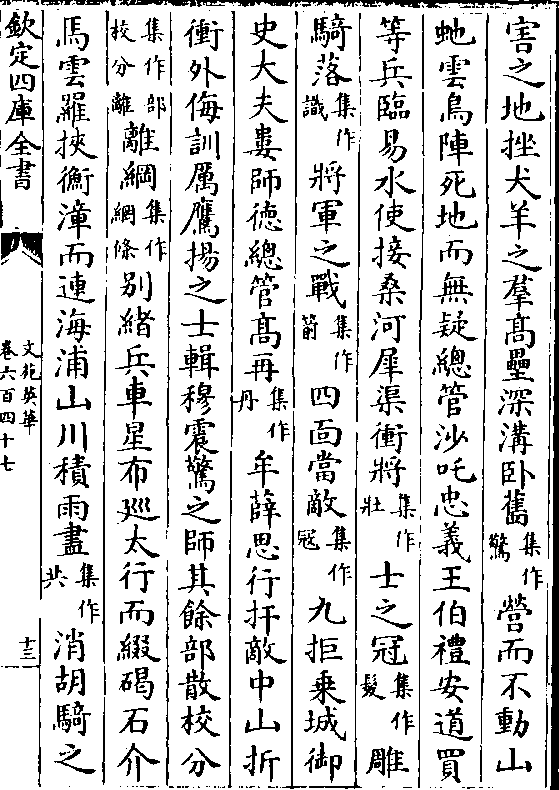 害之地挫犬羊之羣髙壘深溝卧舊集作驚營而不動山
虵雲鳥陣死地而無疑總管沙吒忠義王伯禮安道買
等兵臨易水使接桑河犀渠衝將集作壯士之冠集作髮雕
騎落集作識將軍之戰集作箭四面當敵集作冦九拒乗城御
史大夫婁師徳總管髙再集作丹牟薛思行扞敵中山折
衝外侮訓厲鷹揚之士輯穆震驚之師其餘部散校分
集作部校分離離綱集作綱條别緒兵車星布廵太行而綴碣石介
馬雲羅挾衡漳而連海浦山川積雨盡集作共消胡騎之
欽定四庫全書
文苑英華
卷六百四十七
十三